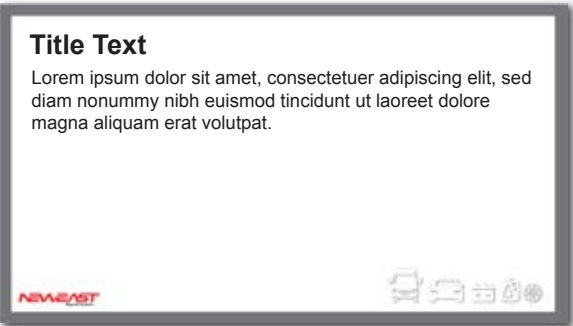 Title Text
Lorem ipsum dolor sit amet, consectetuer adipiscing elit, sed
diam nonummy nibh euismod tincidunt ut laoreet dolore
magna aliquam erat volutpat.
NEWEAST